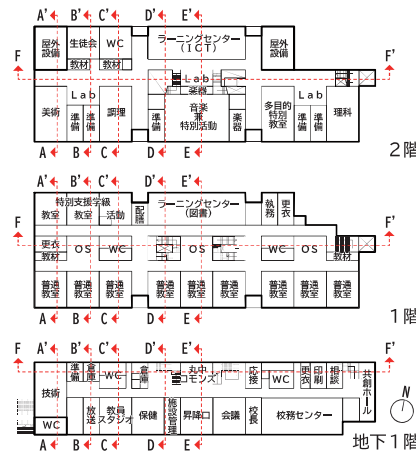 A' B' C' D' E'
屋外設備 生徒会 WC ラーニングセンター(ICT) 屋外設備
F F'
教材 教材 Lab
楽器
Lab
美術 準備 準備 調理 準備 音楽兼特別活動 楽器 多目的特別教室 準備 準備 理科
A B C D E
2階
A' B' C' D' E'
特別支援学級
教室 教室 活動 配膳 ラーニングセンター(図書) 執務 更衣
F F'
更衣 OS WC OS WC OS
教材 教材
普通教室 普通教室 普通教室 普通教室 普通教室 普通教室 普通教室 普通教室 普通教室
A B C D E
1階
A' B' C' D' E'
F F'
準備 倉庫 WC 倉庫 丸中コモンズ 応接 WC 更衣 印刷 相談 共創ホール
技術
WC 放送 教員スタジオ 保健 施設管理 昇降口 会議 校長 校務センター
N
A B C D E
地下1階